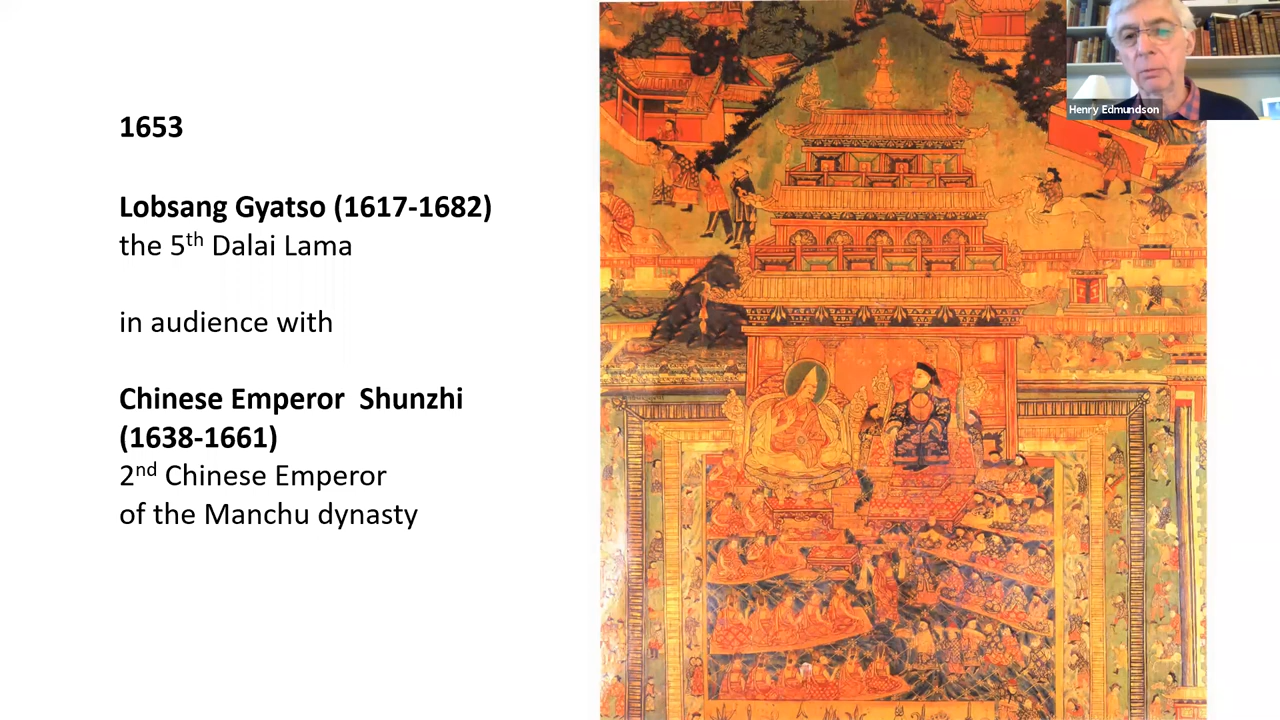 1653
Lobsang Gyatso (1617-1682)
the 5th Dalai Lama
in audience with
Chinese Emperor  Shunzhi
(1638-1661)
2nd Chinese Emperor
of the Manchu dynasty
Henry Edmundson